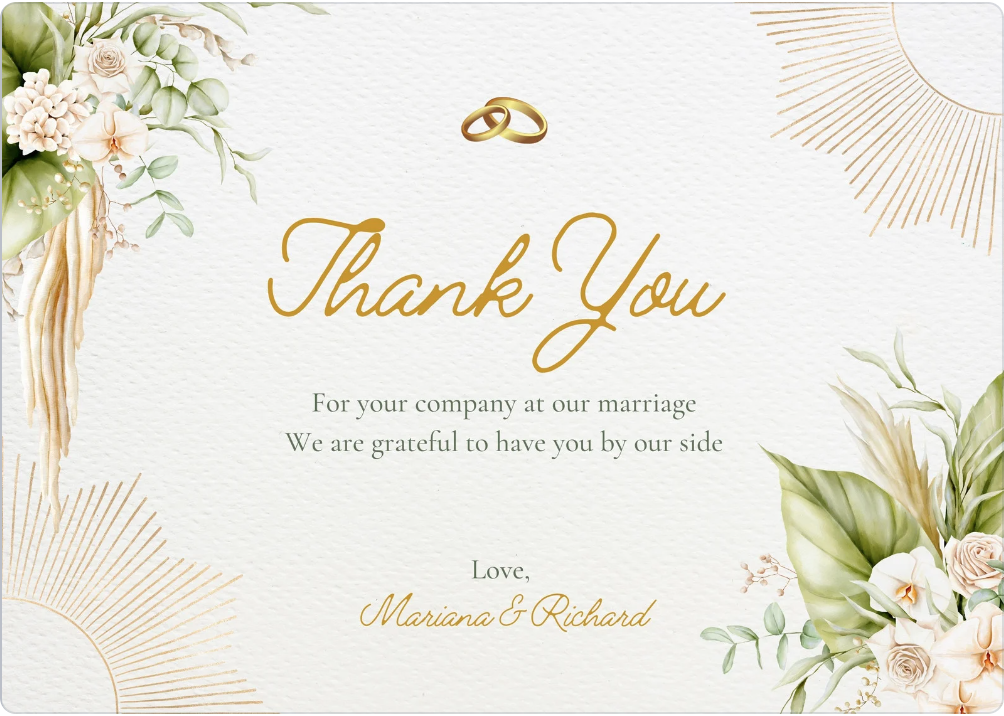 Thank You
For your company at our marriage
We are grateful to have you by our side
Love,
Mariana & Richard